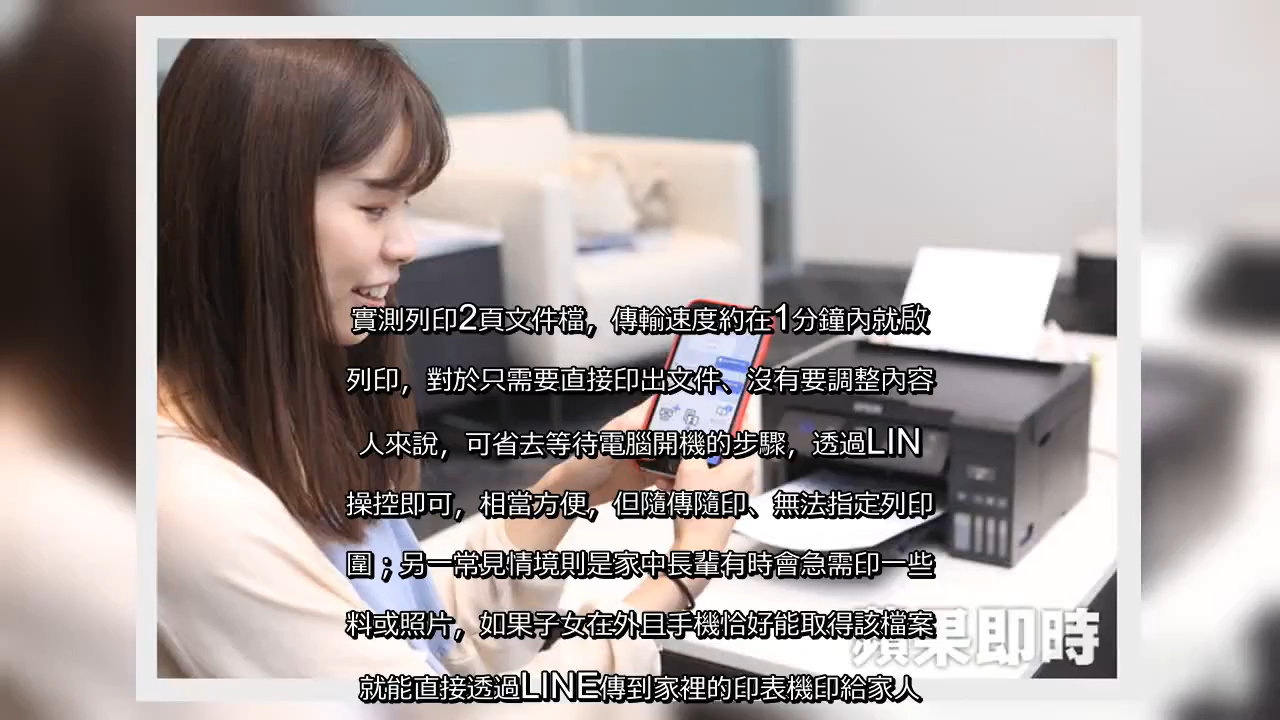 實測列印2頁文件檔，傳輸速度約在1分鐘內就啟
列印，對於只需要直接印出文件、沒有要調整內容
人來說，可省去等待電腦開機的步驟，透過LIN
操控即可，相當方便，但隨傳隨印、無法指定列印
圍；另一常見情境則是家中長輩有時會急需印一些
料或照片，如果子女在外且手機恰好能取得該檔案
蘋果即時
就能直接透過LINE傳到家裡的印表機印給家人